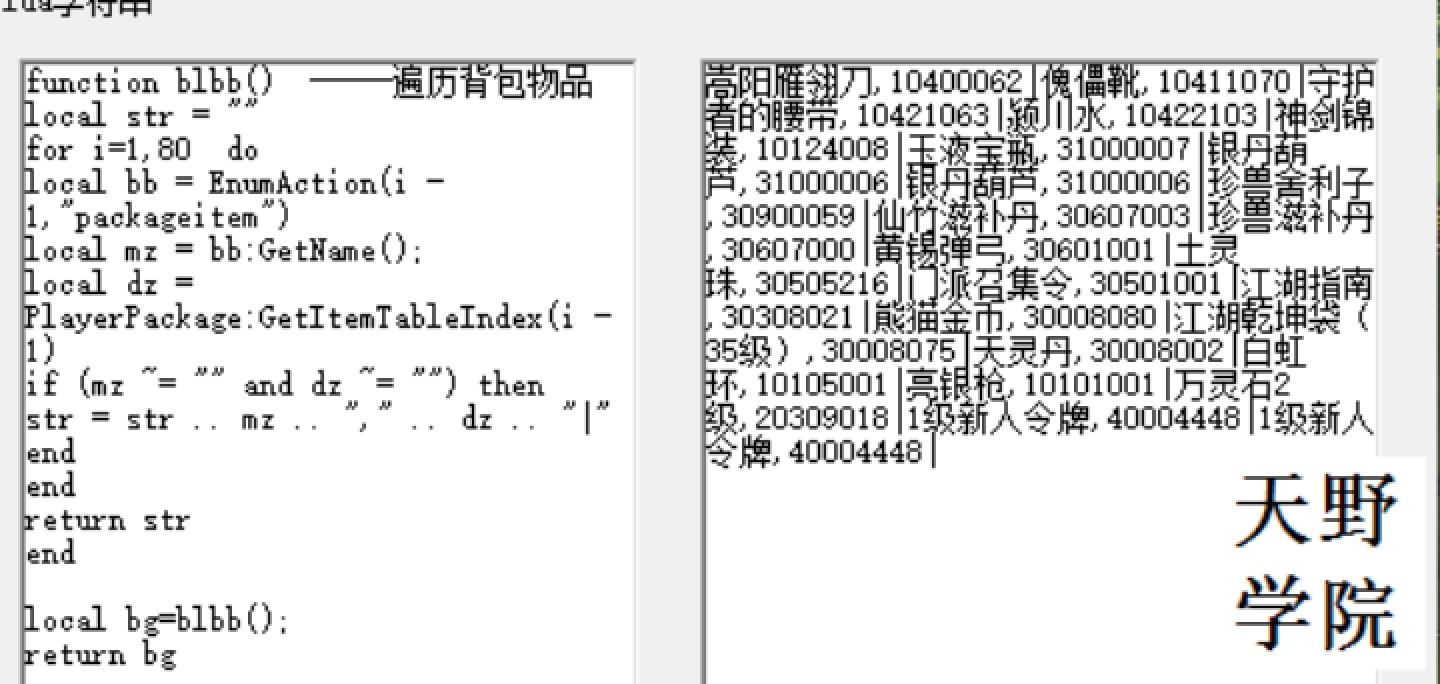 lua字符串
function blbb()  ————遍历背包物品
local str = ""
for i=1,80  do
local bb = EnumAction(i -
1,"packageitem")
local mz = bb:GetName();
local dz =
PlayerPackage:GetItemTableIndex(i -
1)
if (mz ~= "" and dz ~= "") then
str = str .. mz .. "," .. dz .. "|"
end
end
return str
end
local bg=blbb();
return bg
嵩阳雁翎刀,10400062|傀儡靴,10411070|守护
者的腰带,10421063|颍川水,10422103|神剑锦
装,10124008|玉液宝瓶,31000007|银丹葫
芦,31000006|银丹葫芦,31000006|珍兽舍利子
,30900059|仙竹滋补丹,30607003|珍兽滋补丹
,30607000|黄锡弹弓,30601001|土灵
珠,30505216|门派召集令,30501001|江湖指南
,30308021|熊猫金币,30008080|江湖乾坤袋（
35级）,30008075|天灵丹,30008002|白虹
环,10105001|亮银枪,10101001|万灵石2
级,20309018|1级新人令牌,40004448|1级新人
令牌,40004448|
天野
学院